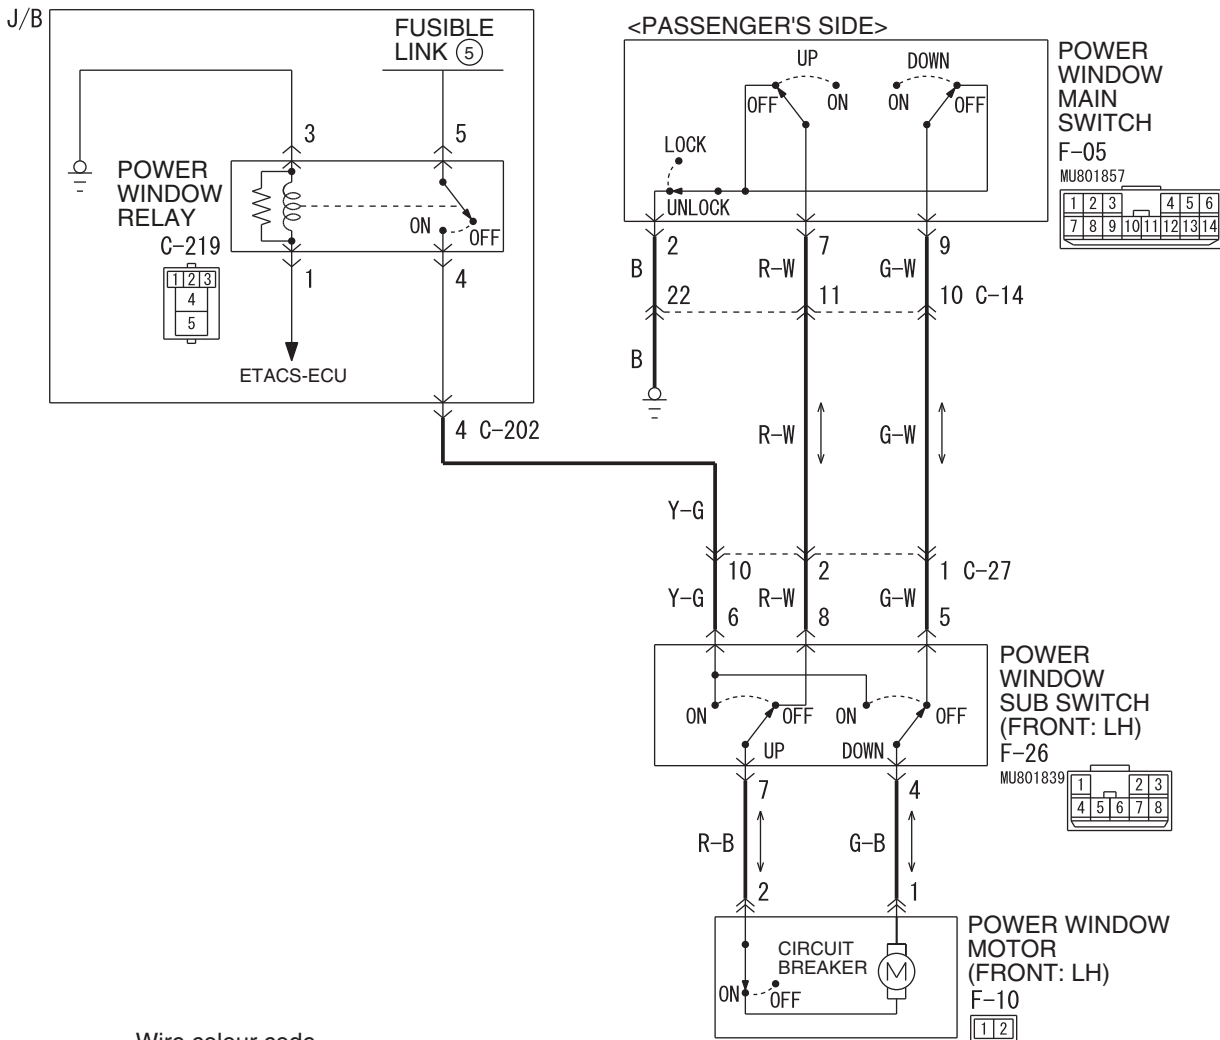 J/B
FUSIBLE
LINK 5
3
5
POWER
WINDOW
RELAY
C-219
1 2 3
4
5
ON
OFF
1
4
ETACS-ECU
4 C-202
<PASSENGER'S SIDE>
UP
DOWN
OFF
ON
ON
OFF
LOCK
UNLOCK
POWER
WINDOW
MAIN
SWITCH
F-05
MU801857
1 2 3 4 5 6
7 8 9 10 11 12 13 14
2
7
9
B
R-W
G-W
22
11
10 C-14
B
R-W
G-W
Y-G
10
2
1 C-27
Y-G
R-W
G-W
6
8
5
ON
OFF
ON
OFF
UP
DOWN
POWER
WINDOW
SUB SWITCH
(FRONT: LH)
F-26
MU801839
1 2 3
4 5 6 7 8
7
4
R-B
G-B
2
1
CIRCUIT
BREAKER
M
ON
OFF
POWER WINDOW
MOTOR
(FRONT: LH)
F-10
1 2